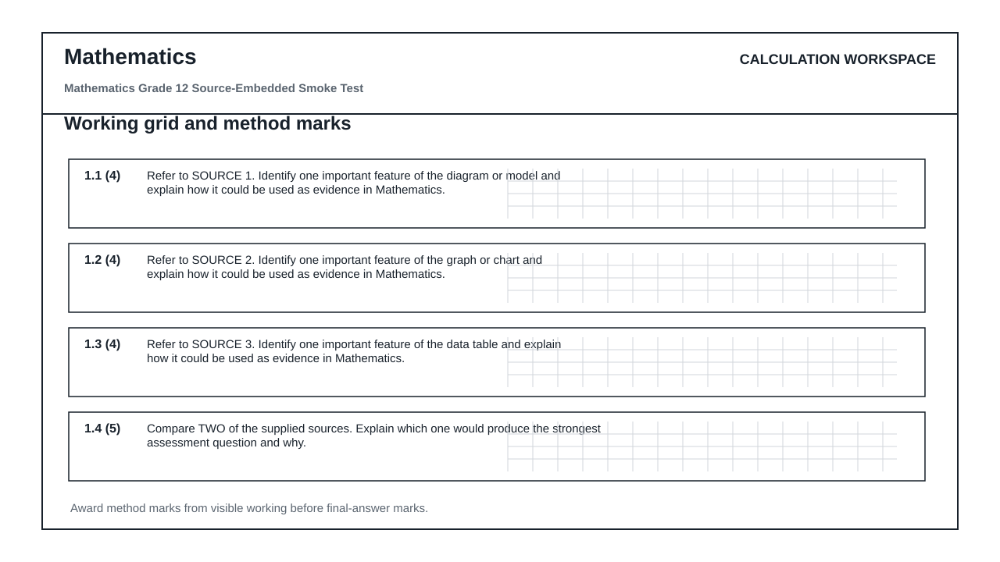 Mathematics
CALCULATION WORKSPACE
Mathematics Grade 12 Source-Embedded Smoke Test
Working grid and method marks
1.1 (4) Refer to SOURCE 1. Identify one important feature of the diagram or model and
explain how it could be used as evidence in Mathematics.
1.2 (4) Refer to SOURCE 2. Identify one important feature of the graph or chart and
explain how it could be used as evidence in Mathematics.
1.3 (4) Refer to SOURCE 3. Identify one important feature of the data table and explain
how it could be used as evidence in Mathematics.
1.4 (5) Compare TWO of the supplied sources. Explain which one would produce the strongest
assessment question and why.
Award method marks from visible working before final-answer marks.